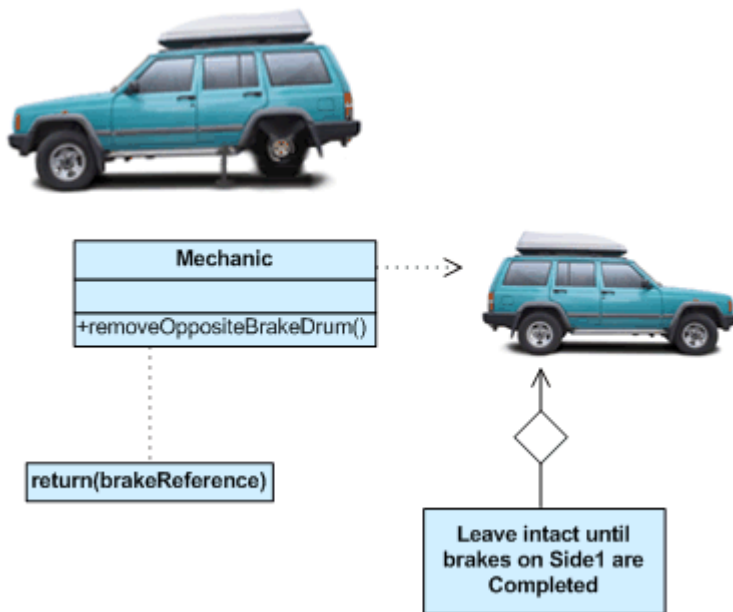 Mechanic
+removeOppositeBrakeDrum()
return(brakeReference)
Leave intact until
brakes on Side1 are
Completed